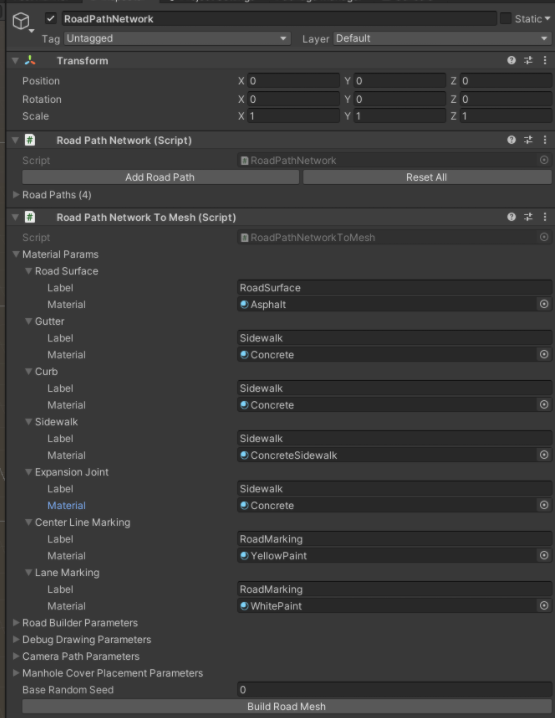 RoadPathNetwork Static
Tag Untagged Layer Default
Transform
Position X 0 Y 0 Z 0
Rotation X 0 Y 0 Z 0
Scale X 1 Y 1 Z 1
# Road Path Network (Script)
Script RoadPathNetwork
Add Road Path Reset All
Road Paths (4)
# Road Path Network To Mesh (Script)
Script RoadPathNetworkToMesh
Material Params
Road Surface
Label RoadSurface
Material Asphalt
Gutter
Label Sidewalk
Material Concrete
Curb
Label Sidewalk
Material Concrete
Sidewalk
Label Sidewalk
Material ConcreteSidewalk
Expansion Joint
Label Sidewalk
Material Concrete
Center Line Marking
Label RoadMarking
Material YellowPaint
Lane Marking
Label RoadMarking
Material WhitePaint
Road Builder Parameters
Debug Drawing Parameters
Camera Path Parameters
Manhole Cover Placement Parameters
Base Random Seed 0
Build Road Mesh